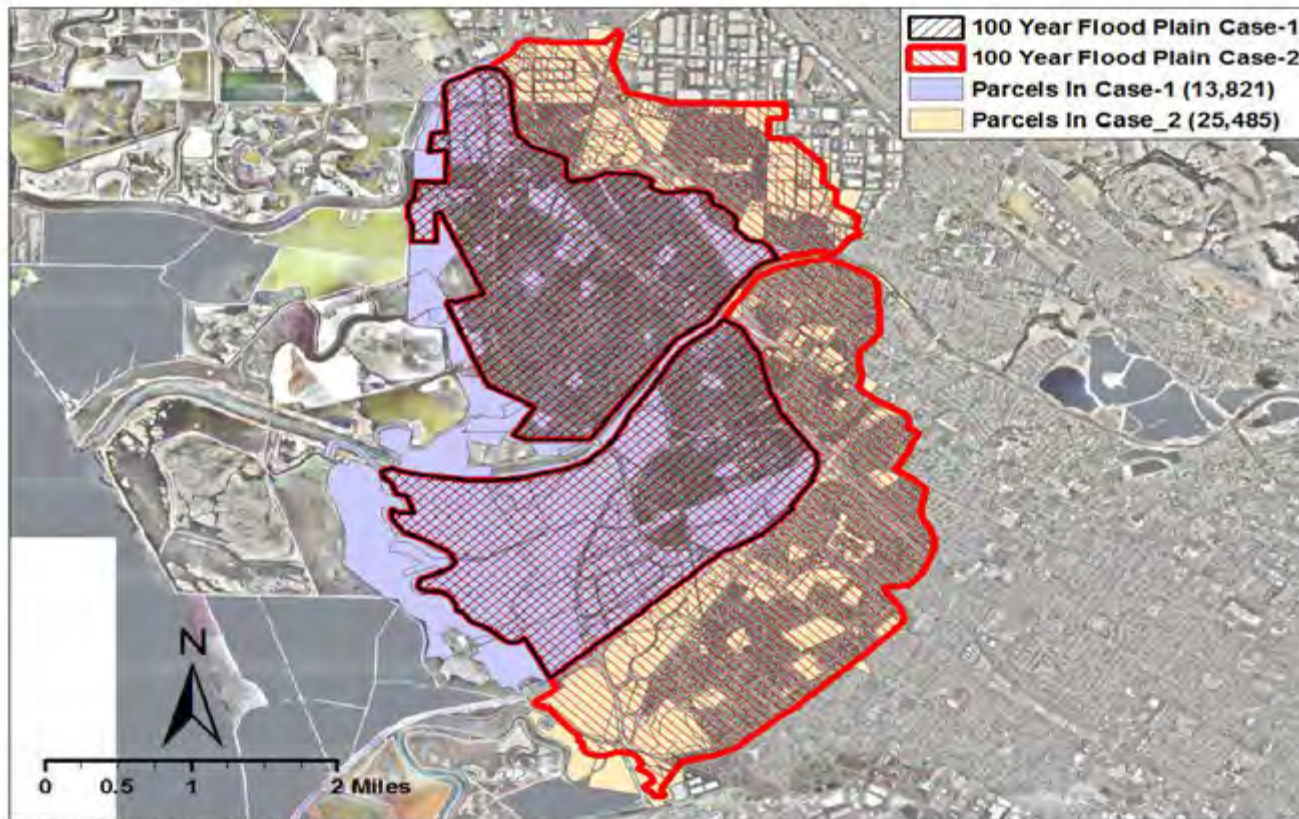 100 Year Flood Plain Case-1
100 Year Flood Plain Case-2
Parcels In Case-1 (13,821)
Parcels In Case_2 (25,485)
N
0 0.5 1 2 Miles